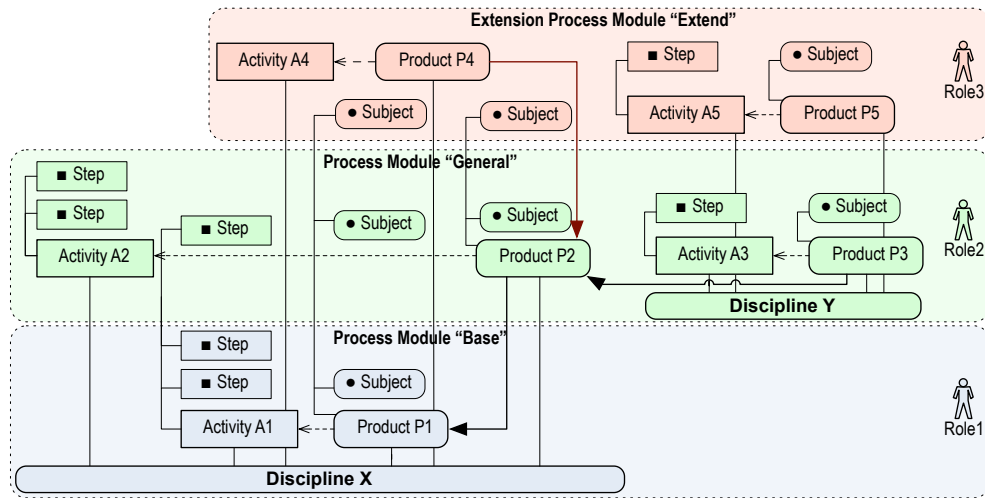 Extension Process Module “Extend”
Activity A4
Product P4
■ Step
● Subject
Role3
● Subject
● Subject
Activity A5
Product P5
Process Module “General”
■ Step
■ Step
■ Step
● Subject
● Subject
■ Step
● Subject
Role2
Activity A2
Product P2
Activity A3
Product P3
Discipline Y
Process Module “Base”
■ Step
■ Step
● Subject
Role1
Activity A1
Product P1
Discipline X